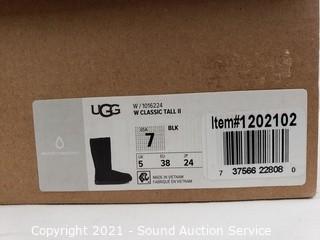 UGG
W / 1016224
W CLASSIC TALL II
USA
7
BLK
UK
5
EU
38
JP
24
MADE IN VIETNAM
FABRIQUÉ EN VIETNAM
Item#1202102
7 37566 22808 0
Copyright 2021 - Sound Auction Service